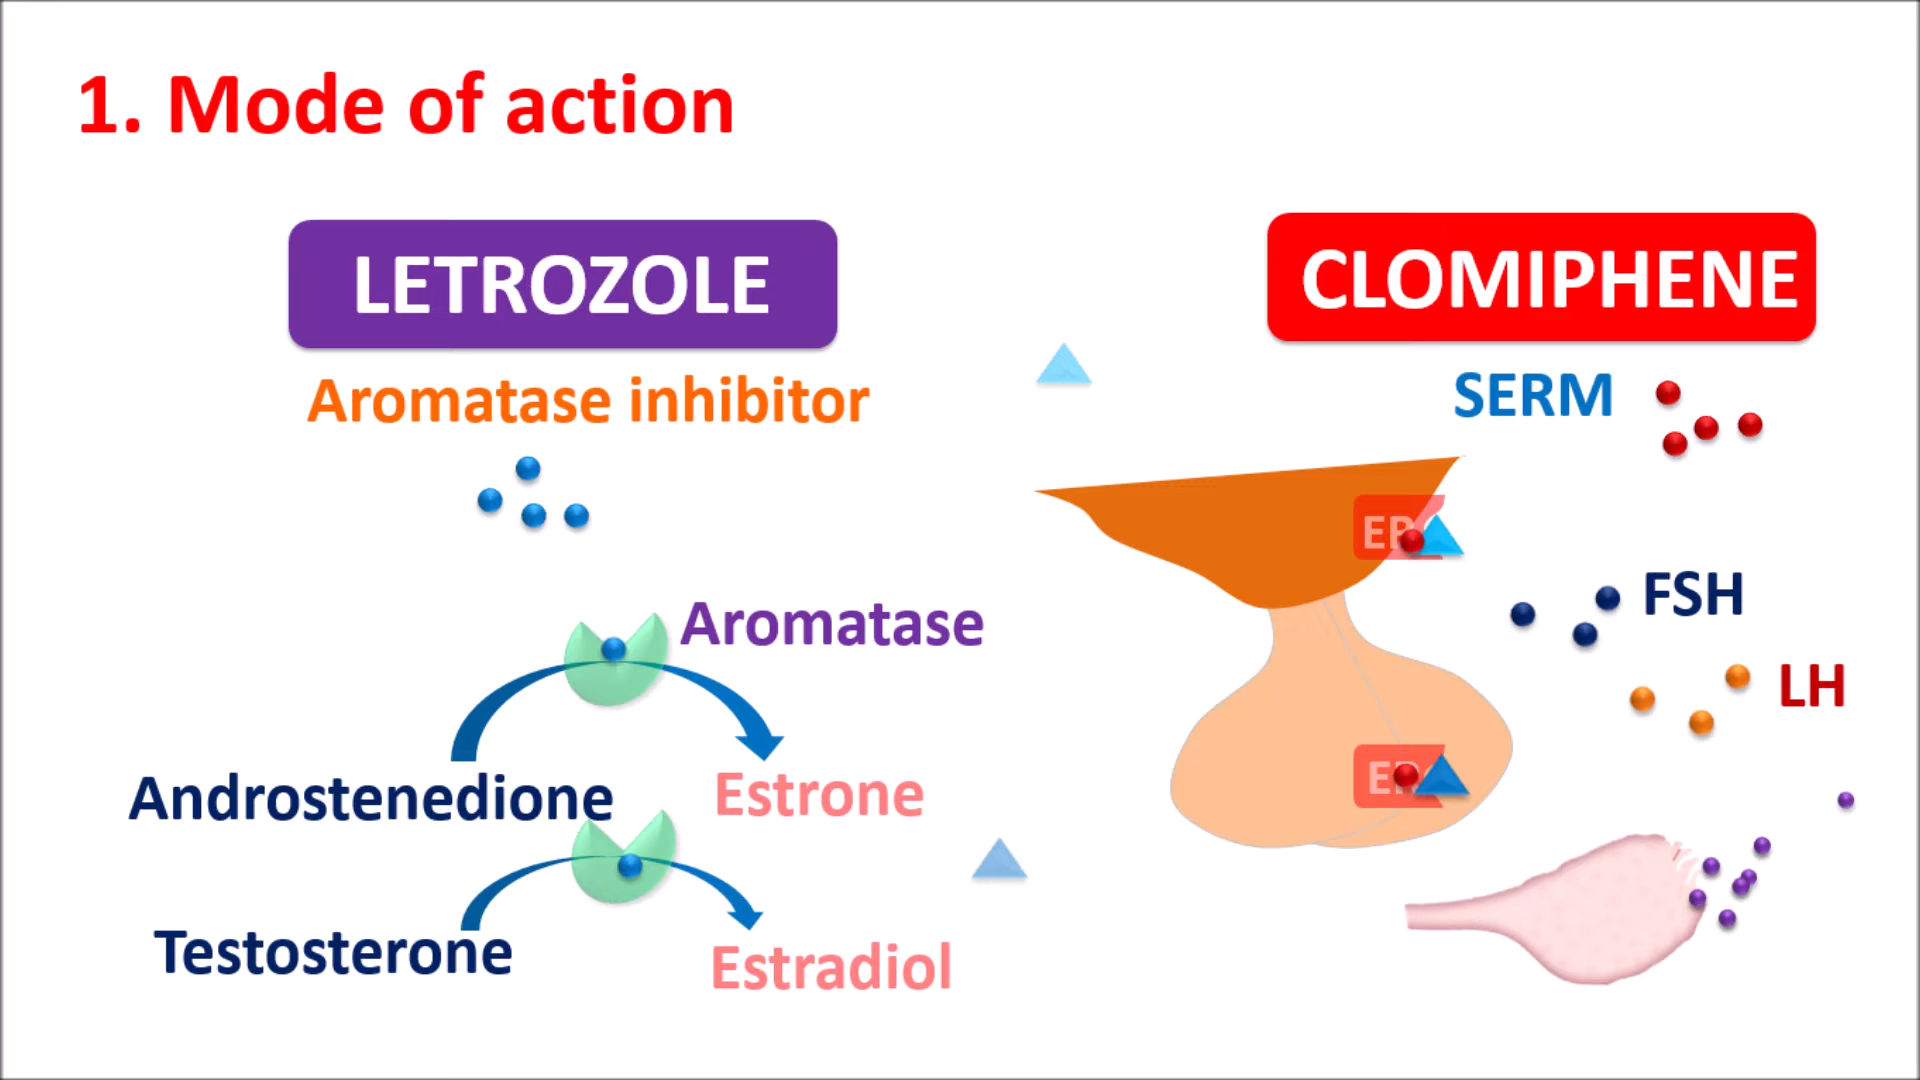 1. Mode of action
LETROZOLE
Aromatase inhibitor
Aromatase
Androstenedione
Estrone
Testosterone
Estradiol
CLOMIPHENE
SERM
FSH
LH